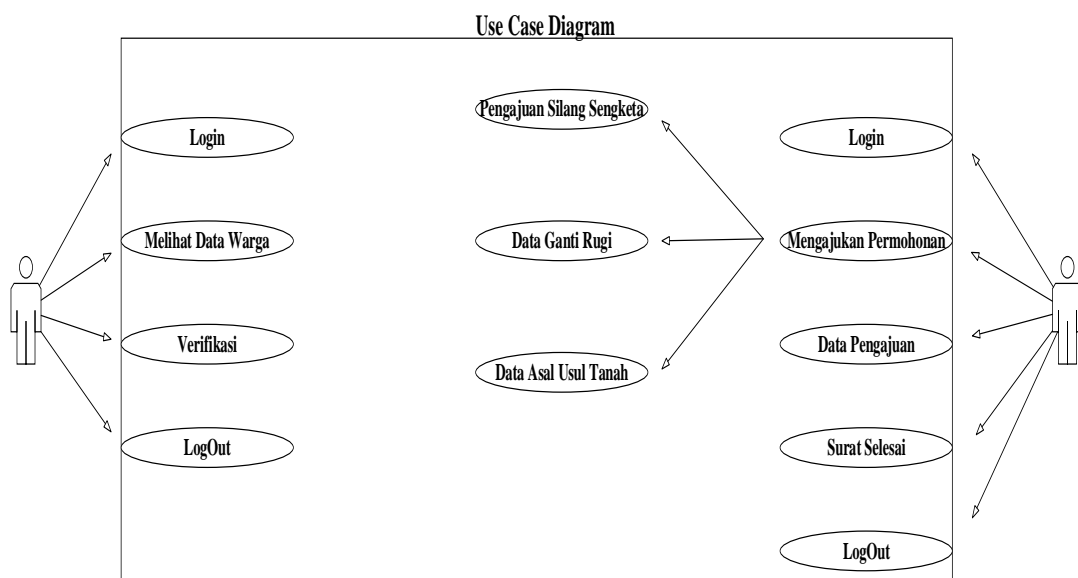 Use Case Diagram
Pengajuan Silang Sengketa
Login
Login
Melihat Data Warga
Data Ganti Rugi
Mengajukan Permohonan
Verifikasi
Data Pengajuan
Data Asal Usul Tanah
LogOut
Surat Selesai
LogOut